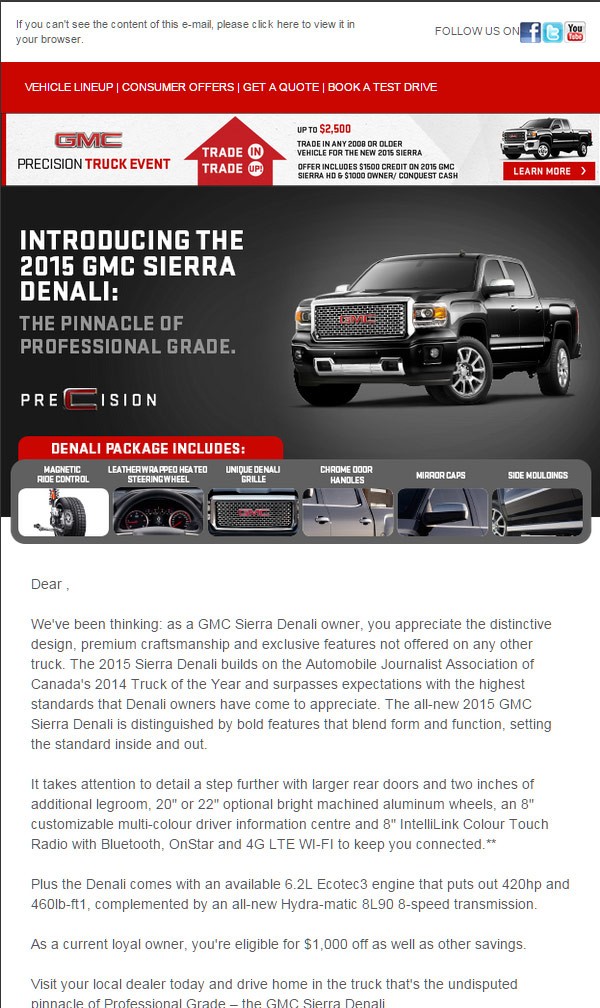 If you can't see the content of this e-mail, please click here to view it in
your browser.
FOLLOW US ON
You
Tube
VEHICLE LINEUP | CONSUMER OFFERS | GET A QUOTE | BOOK A TEST DRIVE
GMC
PRECISION TRUCK EVENT
TRADE IN
TRADE UP!
UP TO $2,500
TRADE IN ANY 2008 OR OLDER
VEHICLE FOR THE NEW 2015 SIERRA
OFFER INCLUDES $1500 CREDIT ON 2015 GMC
SIERRA HD & $1000 OWNER/ CONQUEST CASH
LEARN MORE >
INTRODUCING THE
2015 GMC SIERRA
DENALI:
THE PINNACLE OF
PROFESSIONAL GRADE.
PRECISION
GMC
DENALI PACKAGE INCLUDES:
MAGNETIC
RIDE CONTROL
LEATHER WRAPPED HEATED
STEERING WHEEL
UNIQUE DENALI
GRILLE
CHROME DOOR
HANDLES
MIRROR CAPS
SIDE MOULDINGS
GMC
Dear ,
We've been thinking: as a GMC Sierra Denali owner, you appreciate the distinctive
design, premium craftsmanship and exclusive features not offered on any other
truck. The 2015 Sierra Denali builds on the Automobile Journalist Association of
Canada's 2014 Truck of the Year and surpasses expectations with the highest
standards that Denali owners have come to appreciate. The all-new 2015 GMC
Sierra Denali is distinguished by bold features that blend form and function, setting
the standard inside and out.
It takes attention to detail a step further with larger rear doors and two inches of
additional legroom, 20" or 22" optional bright machined aluminum wheels, an 8"
customizable multi-colour driver information centre and 8" IntelliLink Colour Touch
Radio with Bluetooth, OnStar and 4G LTE WI-FI to keep you connected.**
Plus the Denali comes with an available 6.2L Ecotec3 engine that puts out 420hp and
460lb-ft1, complemented by an all-new Hydra-matic 8L90 8-speed transmission.
As a current loyal owner, you're eligible for $1,000 off as well as other savings.
Visit your local dealer today and drive home in the truck that's the undisputed
pinnacle of Professional Grade – the GMC Sierra Denali